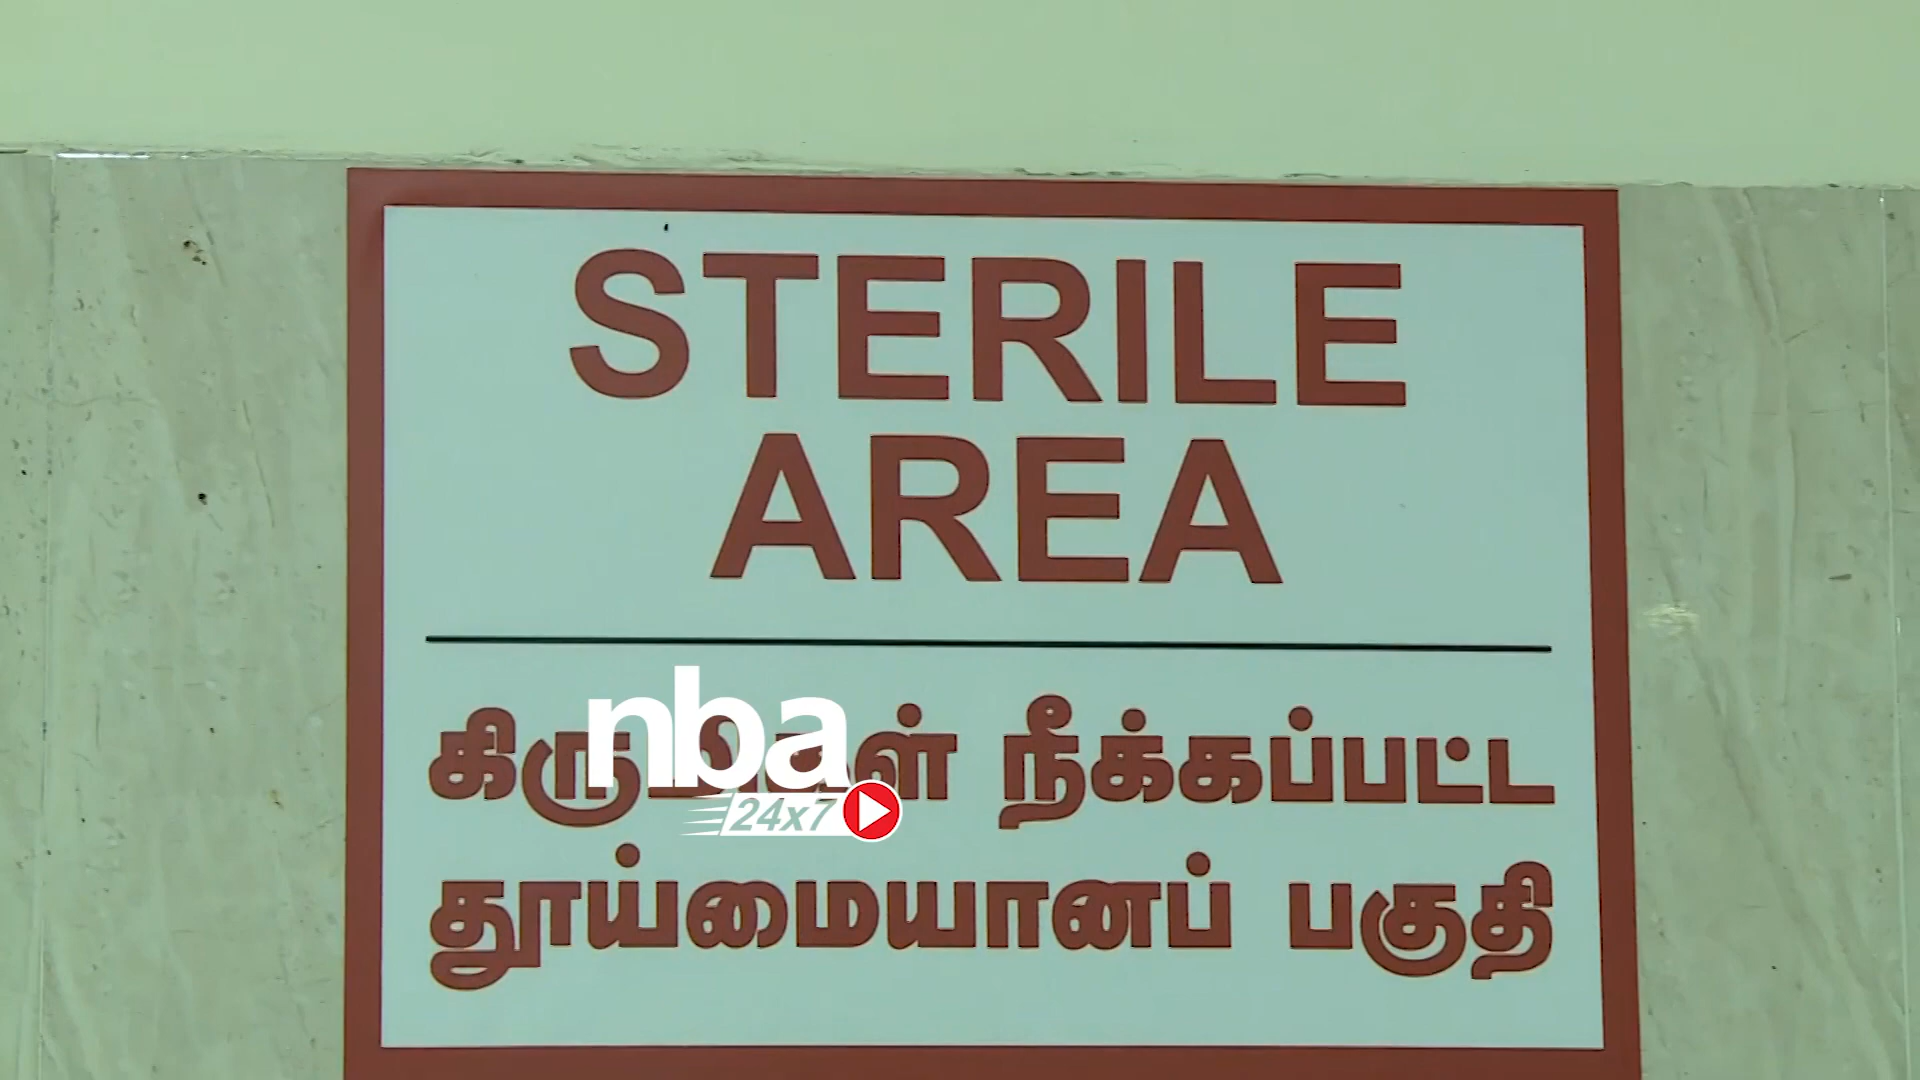 STERILE
AREA
கிருமிகள் நீக்கப்பட்ட
nba
24x7
தூய்மையானப் பகுதி